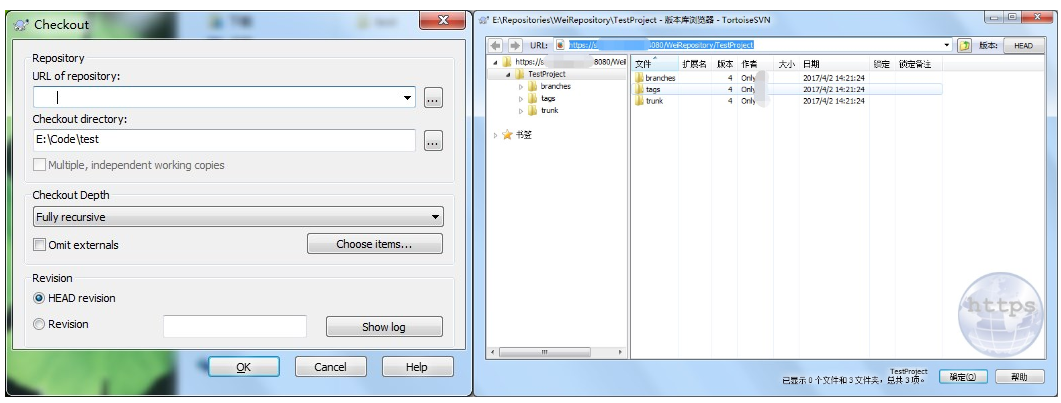 Checkout
Repository
URL of repository:
...
Checkout directory:
E:\Code\test
...
Multiple, independent working copies
Checkout Depth
Fully recursive
Omit externals
Choose items...
Revision
HEAD revision
Revision
Show log
OK
Cancel
Help
E:\Repositories\WeiRepository\TestProject - 版本库浏览器 - TortoiseSVN
URL: https://s 8080/WeiRepository/TestProject 版本: HEAD
https://s 8080/Wei
TestProject
branches
tags
trunk
书签
文件 扩展名 版本 作者 大小 日期 锁定 锁定备注
branches 4 Only 2017/4/2 14:21:24
tags 4 Only 2017/4/2 14:21:24
trunk 4 Only 2017/4/2 14:21:24
https
TestProject
已显示 0 个文件和 3 文件夹，总共 3 项。
确定(O)
帮助